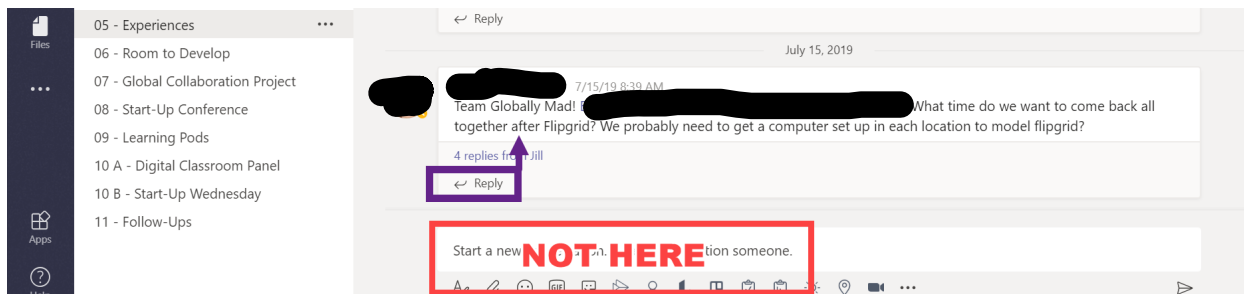 Files
05 - Experiences
06 - Room to Develop
07 - Global Collaboration Project
08 - Start-Up Conference
09 - Learning Pods
10 A - Digital Classroom Panel
10 B - Start-Up Wednesday
11 - Follow-Ups
Apps
Help
Reply
July 15, 2019
7/15/19 8:39 AM
Team Globally Mad! What time do we want to come back all
together after Flipgrid? We probably need to get a computer set up in each location to model flipgrid?
4 replies from Jill
Reply
Start a new tion someone.
NOT HERE
GIF